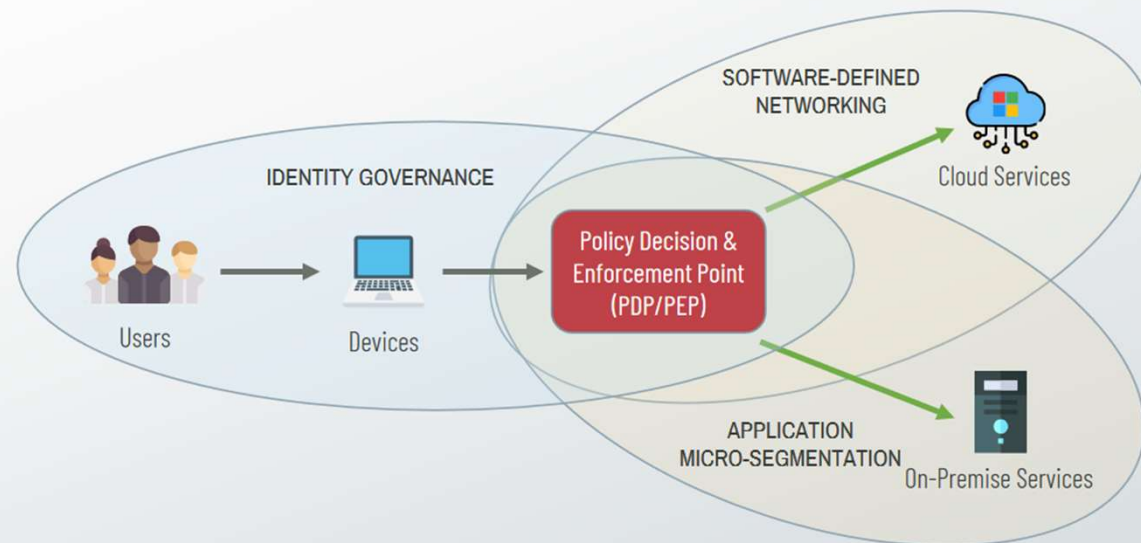 SOFTWARE-DEFINED
NETWORKING
Cloud Services
IDENTITY GOVERNANCE
Policy Decision &
Enforcement Point
(PDP/PEP)
Users
Devices
APPLICATION
MICRO-SEGMENTATION
On-Premise Services